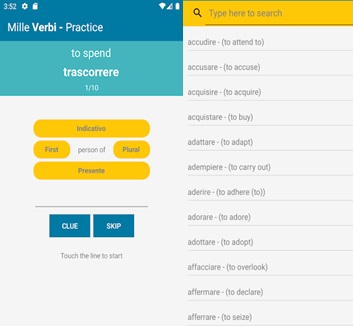 3:52
Mille Verbi - Practice
to spend
trascorrere
1/10
Indicativo
First person of Plural
Presente
CLUE SKIP
Touch the line to start
Type here to search
accudire - (to attend to)
accusare - (to accuse)
acquisire - (to acquire)
acquistare - (to buy)
adattare - (to adapt)
adempiere - (to carry out)
aderire - (to adhere (to))
adorare - (to adore)
adottare - (to adopt)
affacciare - (to overlook)
affermare - (to declare)
afferrare - (to seize)